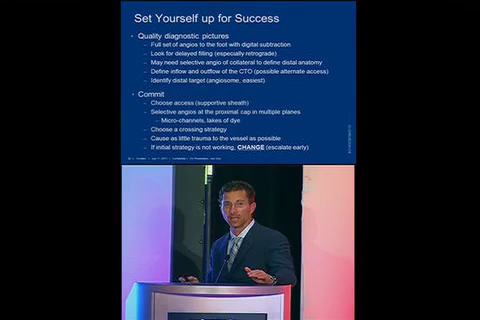 Set Yourself up for Success
• Quality diagnostic pictures
– Full set of angios to the foot with digital subtraction
– Look for delayed filling (especially retrograde)
– May need selective angio of collateral to define distal anatomy
– Define inflow and outflow of the CTO (possible alternate access)
– Identify distal target (angiosome, easiest)
• Commit
– Choose access (supportive sheath)
– Selective angios at the proximal cap in multiple planes
• Micro-channels, lakes of dye
– Choose a crossing strategy
– Cause as little trauma to the vessel as possible
– If initial strategy is not working, CHANGE (escalate early)